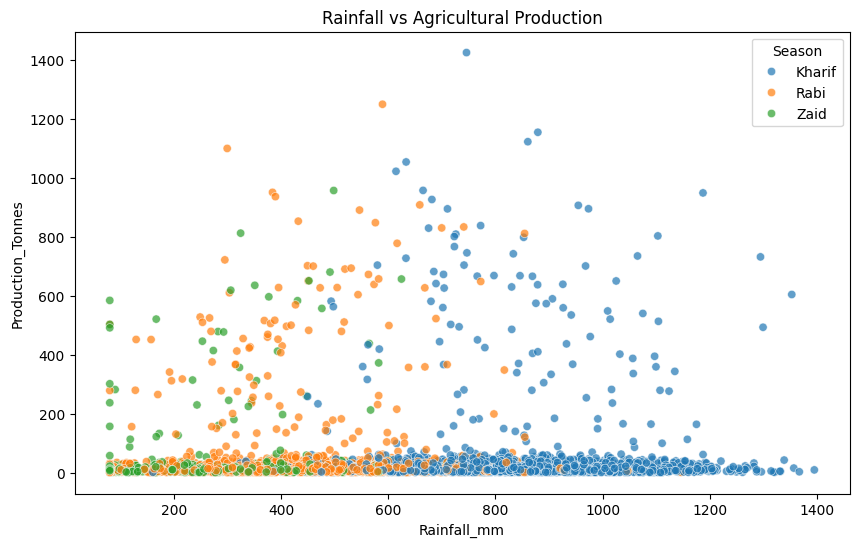 Rainfall vs Agricultural Production
Season
Kharif
Rabi
Zaid
Production_Tonnes
1400
1200
1000
800
600
400
200
0
200
400
600
800
1000
1200
1400
Rainfall_mm